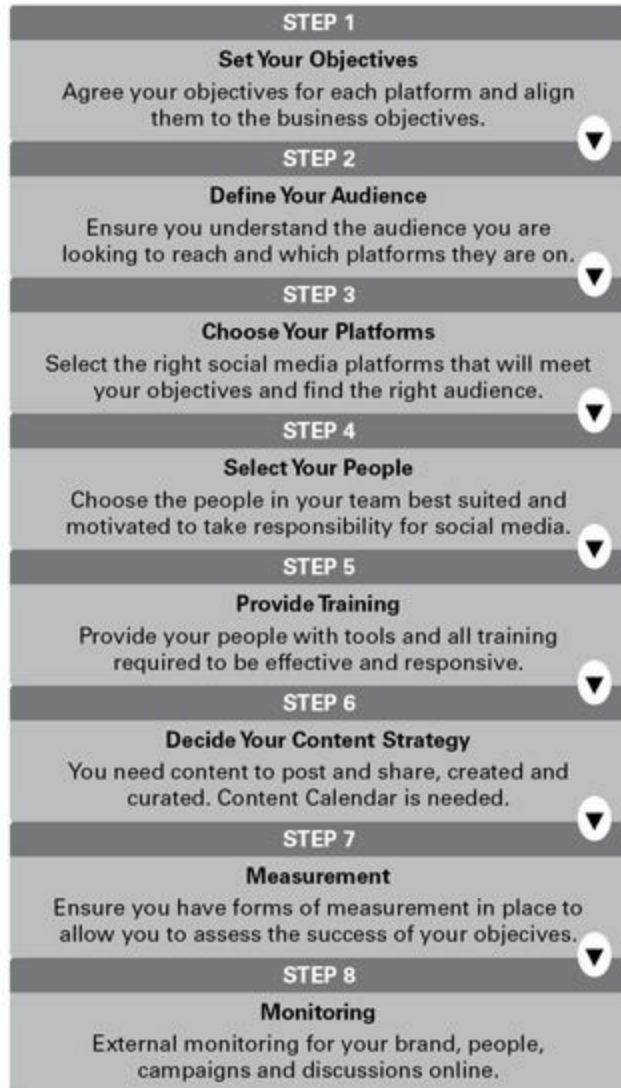 STEP 1
Set Your Objectives
Agree your objectives for each platform and align
them to the business objectives.
STEP 2
Define Your Audience
Ensure you understand the audience you are
looking to reach and which platforms they are on.
STEP 3
Choose Your Platforms
Select the right social media platforms that will meet
your objectives and find the right audience.
STEP 4
Select Your People
Choose the people in your team best suited and
motivated to take responsibility for social media.
STEP 5
Provide Training
Provide your people with tools and all training
required to be effective and responsive.
STEP 6
Decide Your Content Strategy
You need content to post and share, created and
curated. Content Calendar is needed.
STEP 7
Measurement
Ensure you have forms of measurement in place to
allow you to assess the success of your objecives.
STEP 8
Monitoring
External monitoring for your brand, people,
campaigns and discussions online.